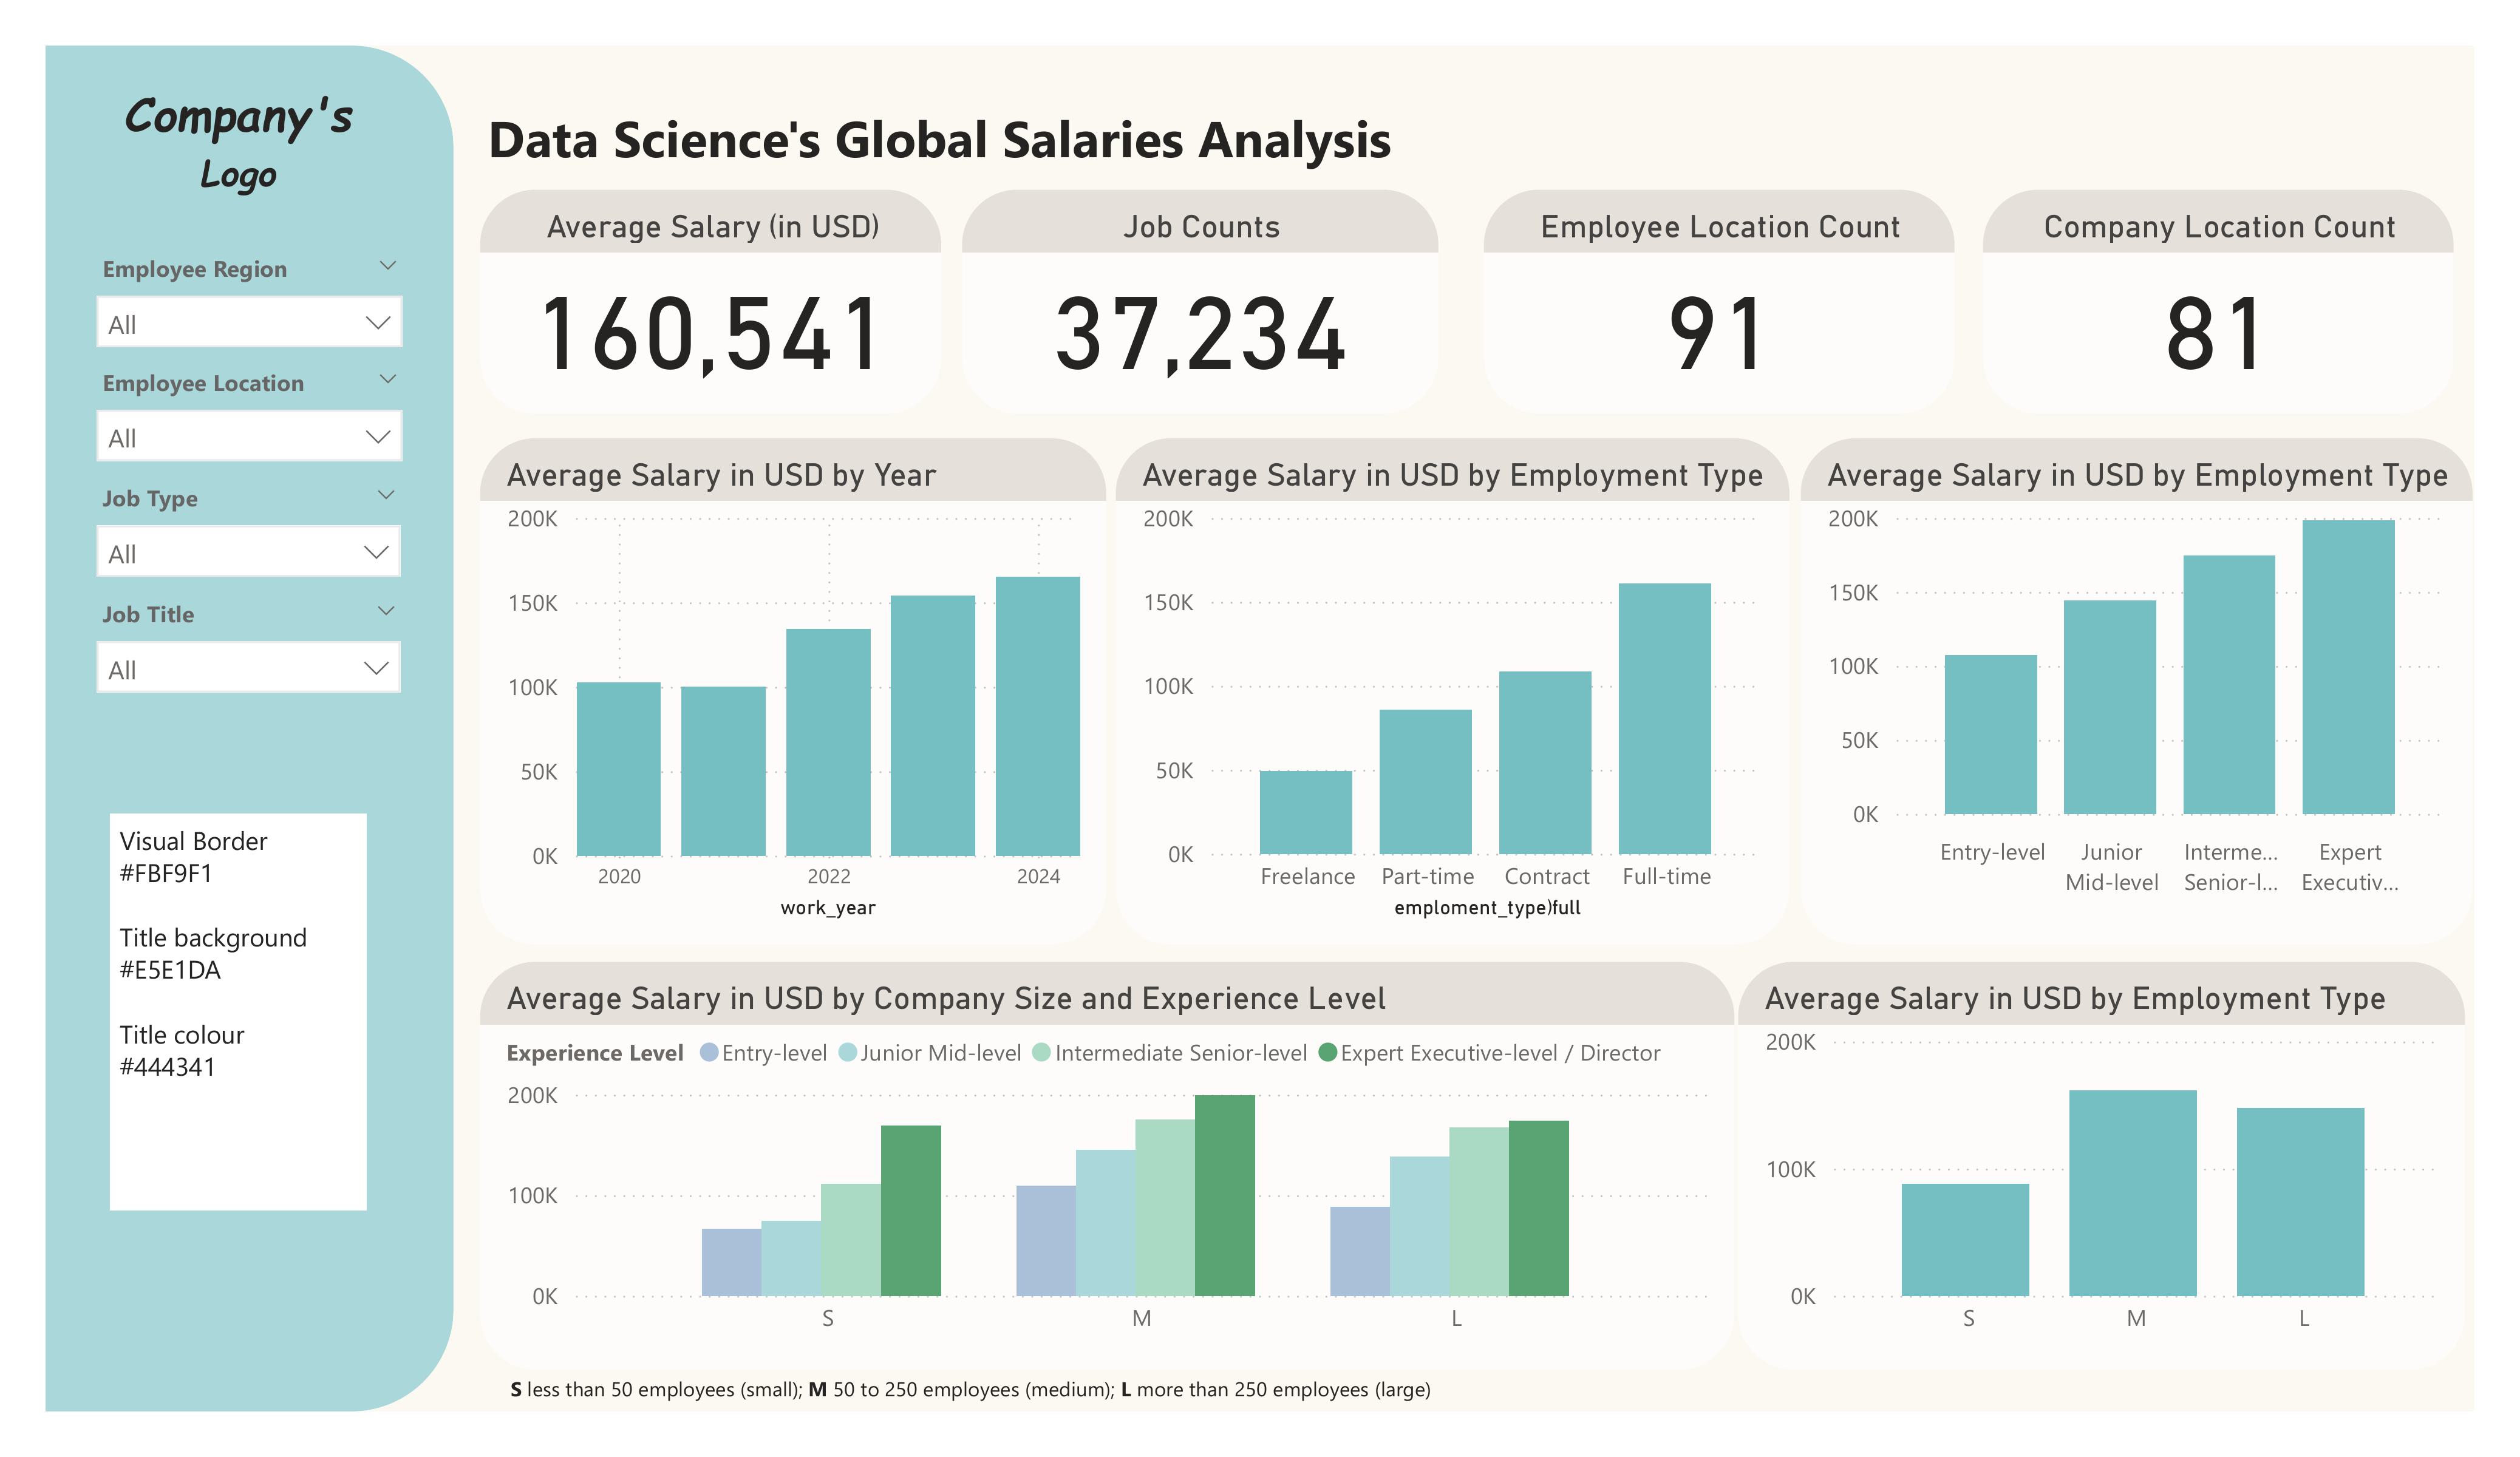 Company's
Logo
Employee Region
All
Employee Location
All
Job Type
All
Job Title
All
Visual Border
#FBF9F1
Title background
#E5E1DA
Title colour
#444341
Data Science's Global Salaries Analysis
Average Salary (in USD)
160,541
Job Counts
37,234
Employee Location Count
91
Company Location Count
81
Average Salary in USD by Year
200K
150K
100K
50K
0K
2020 2022 2024
work_year
Average Salary in USD by Employment Type
200K
150K
100K
50K
0K
Freelance Part-time Contract Full-time
emploment_type)full
Average Salary in USD by Employment Type
200K
150K
100K
50K
0K
Entry-level Junior Interme... Expert
Mid-level Senior-l... Executiv...
Average Salary in USD by Company Size and Experience Level
Experience Level Entry-level Junior Mid-level Intermediate Senior-level Expert Executive-level / Director
200K
100K
0K
S M L
Average Salary in USD by Employment Type
200K
100K
0K
S M L
S less than 50 employees (small); M 50 to 250 employees (medium); L more than 250 employees (large)